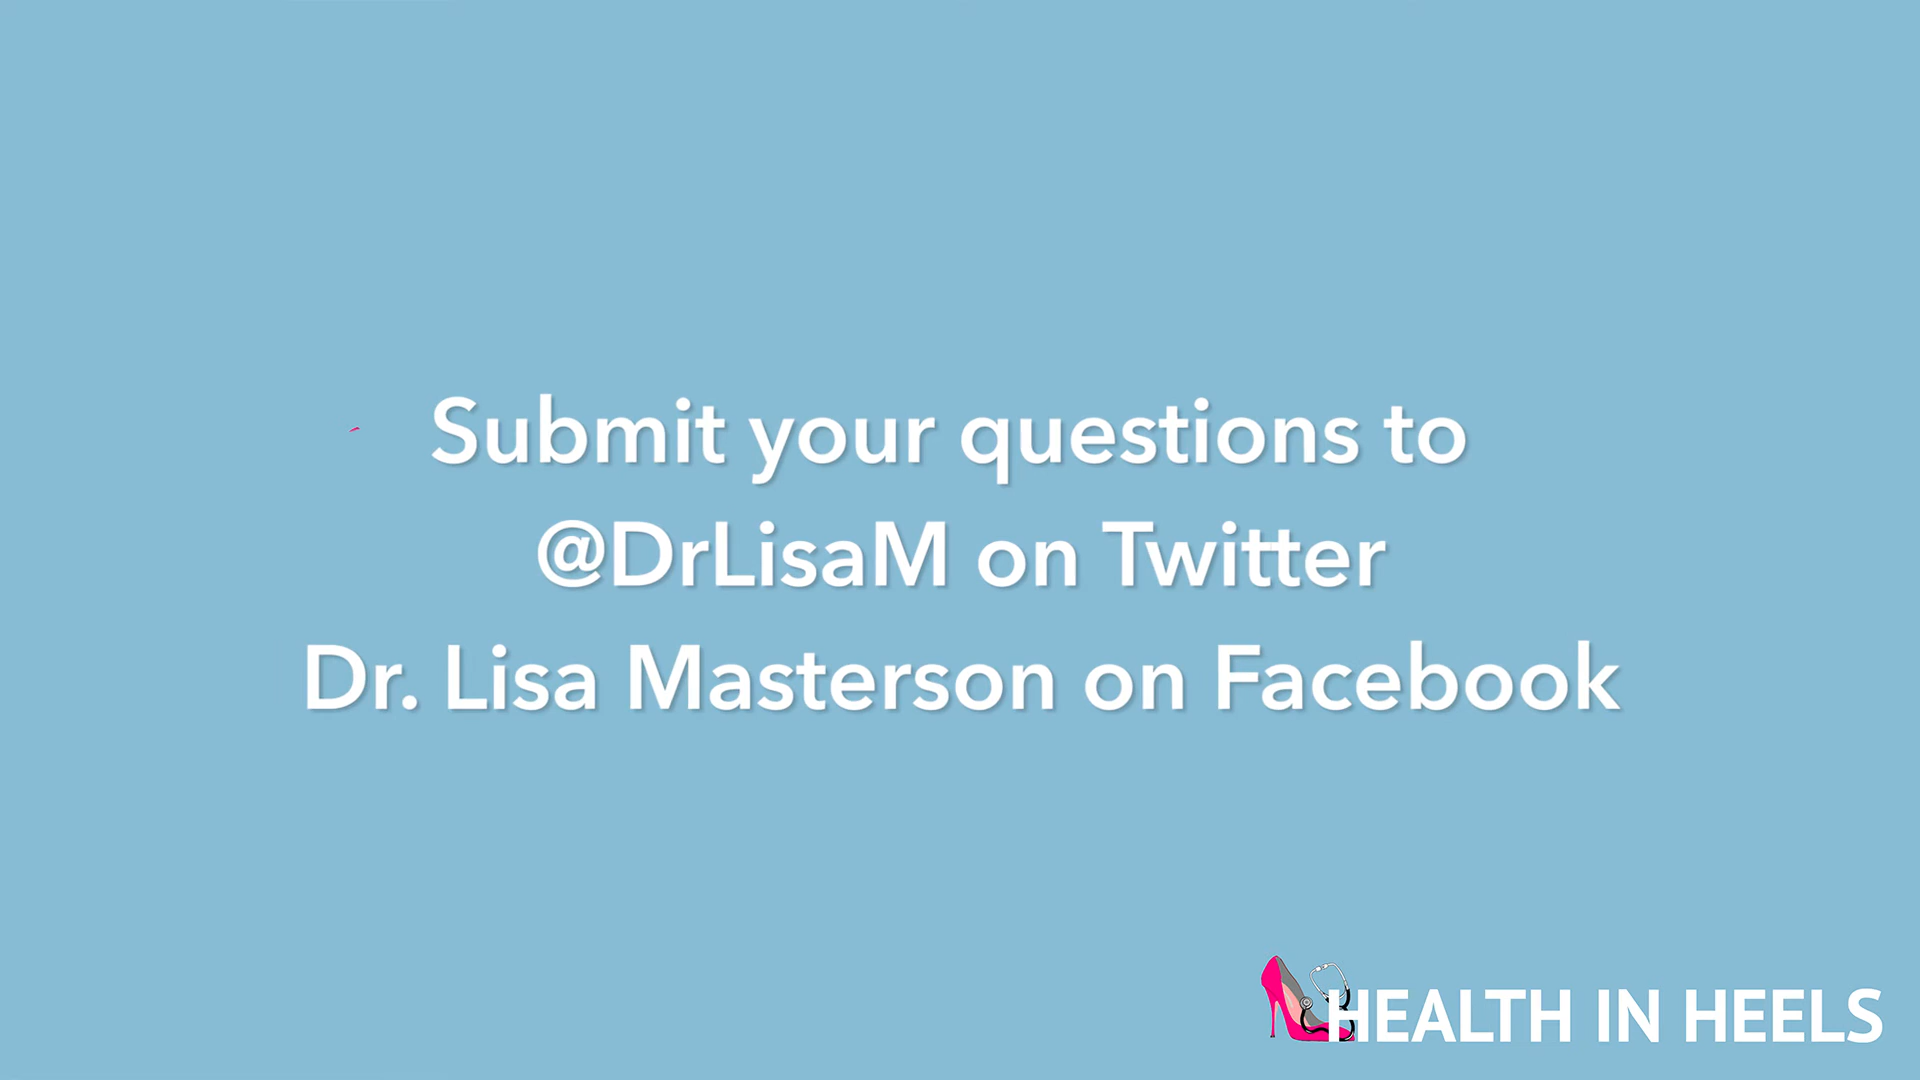 Submit your questions to
@DrLisaM on Twitter
Dr. Lisa Masterson on Facebook
HEALTH IN HEELS